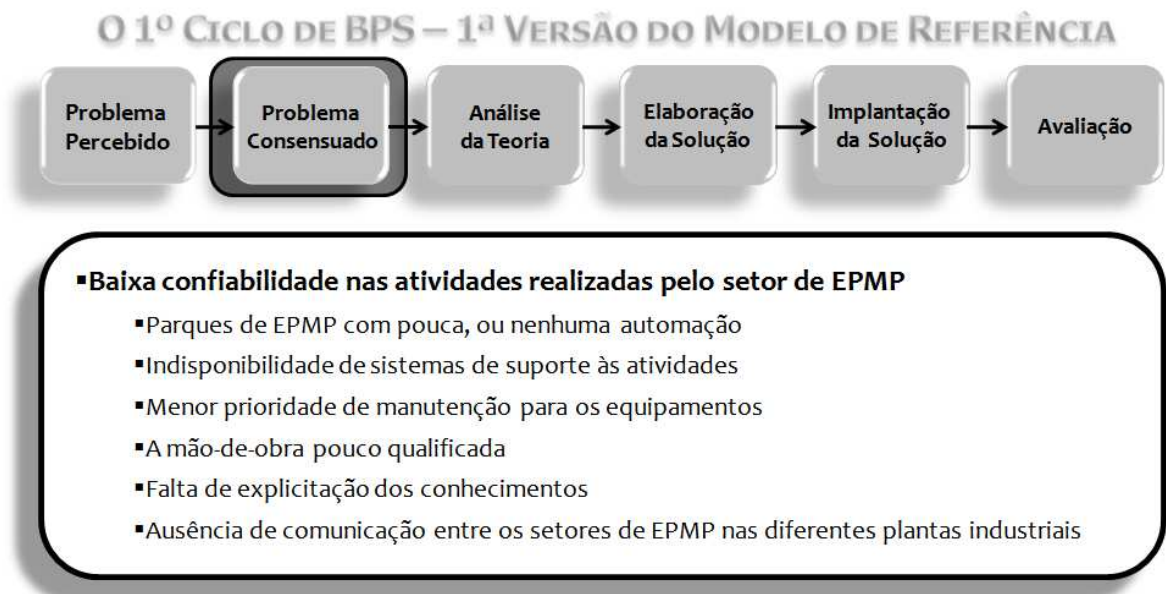 O 1º CICLO DE BPS – 1ª VERSÃO DO MODELO DE REFERÊNCIA
Problema
Percebido
Problema
Consensuado
Análise
da Teoria
Elaboração
da Solução
Implantação
da Solução
Avaliação
▪Baixa confiabilidade nas atividades realizadas pelo setor de EPMP
▪Parques de EPMP com pouca, ou nenhuma automação
▪Indisponibilidade de sistemas de suporte às atividades
▪Menor prioridade de manutenção para os equipamentos
▪A mão-de-obra pouco qualificada
▪Falta de explicitação dos conhecimentos
▪Ausência de comunicação entre os setores de EPMP nas diferentes plantas industriais